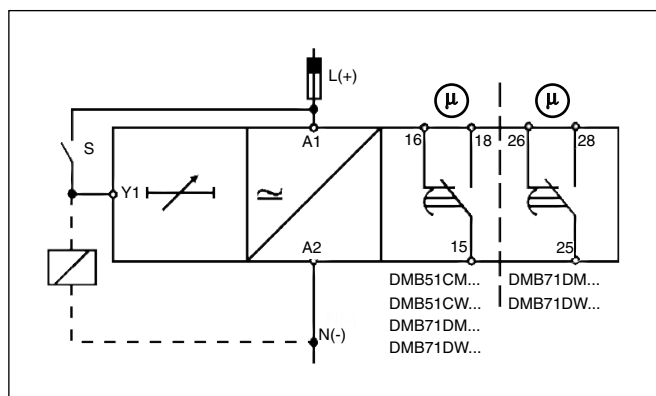 L(+)
μ μ
S
A1
16 18 26 28
Y1
A2
15 25
DMB51CM... DMB71DM...
DMB51CW... DMB71DW...
DMB71DM...
DMB71DW...
N(-)